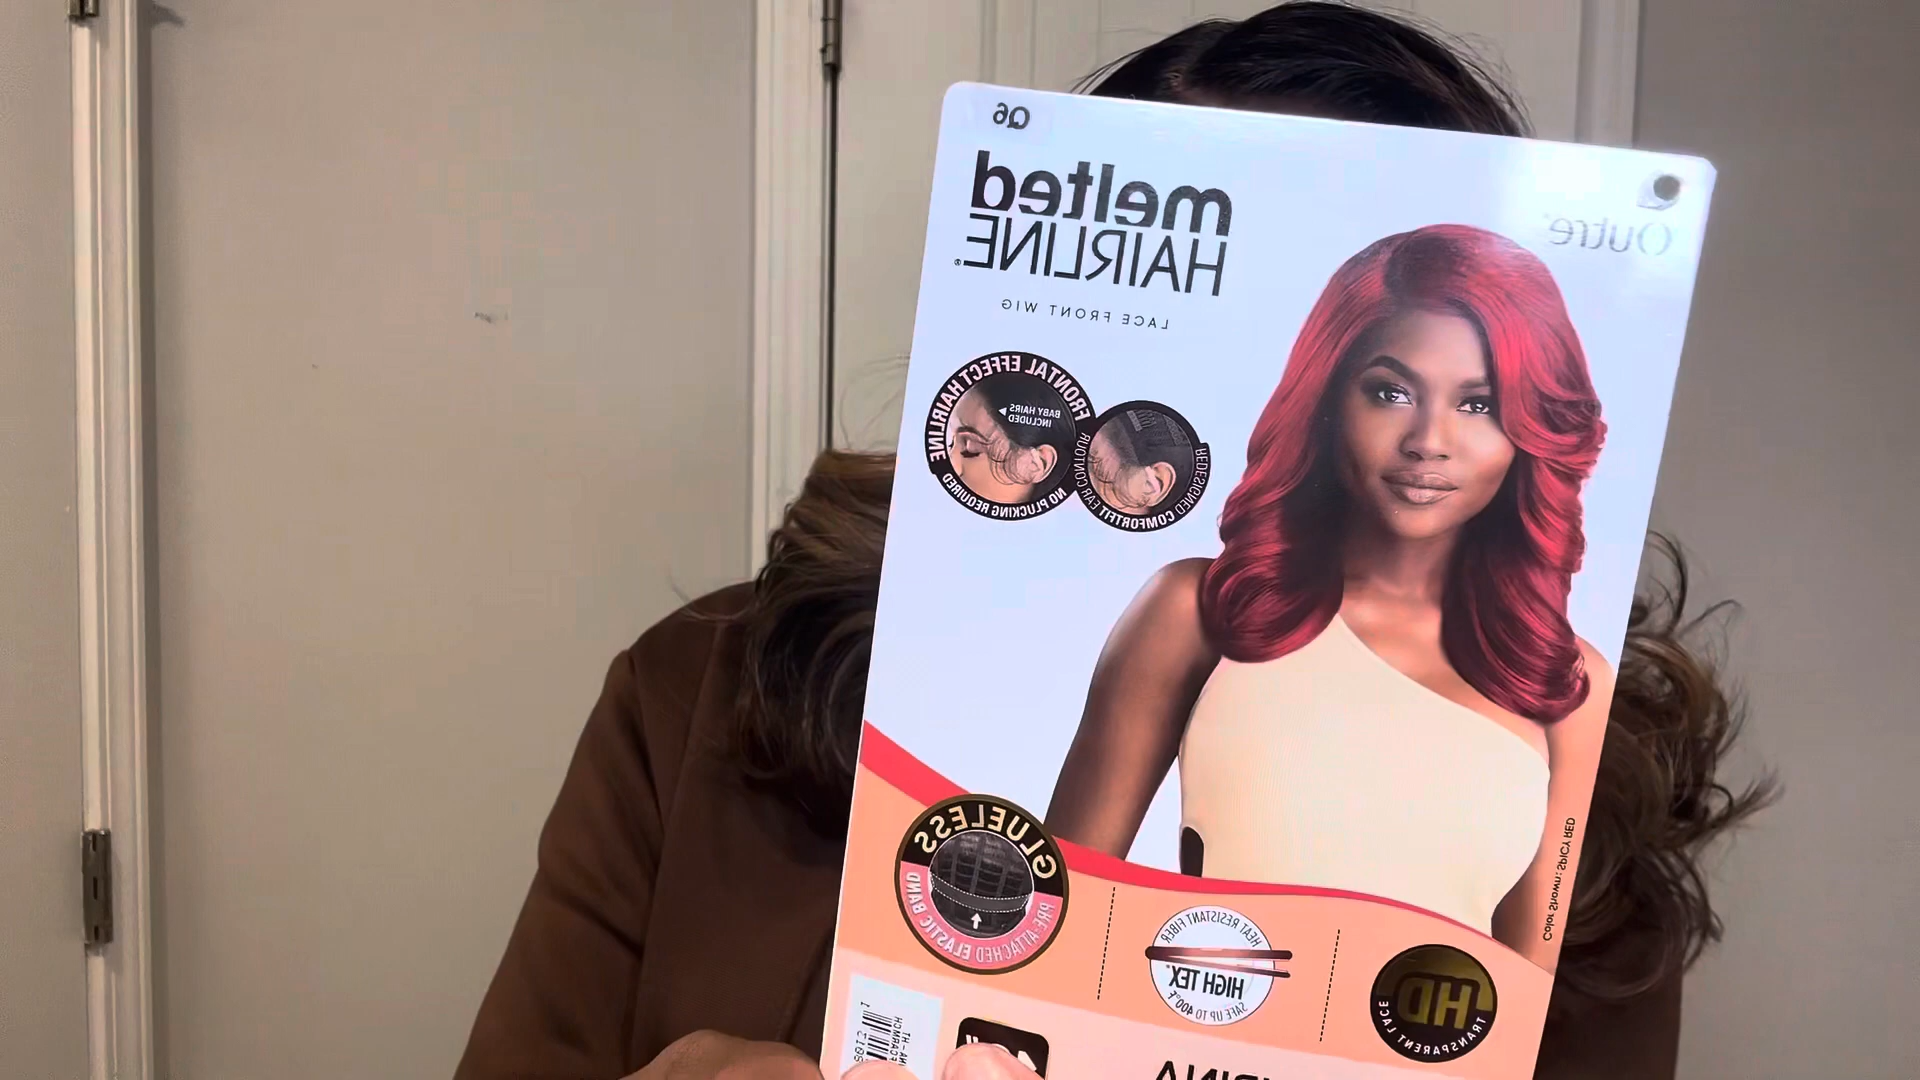 Q6
Outre
melted
HAIRLINE®
LACE FRONT WIG
FRONTAL EFFECT HAIRLINE
BABY HAIRS
INCLUDED
NO PLUCKING REQUIRED
REDESIGNED COMFORTFIT EAR CONTOUR
Color Shown: SPICY RED
GLUELESS
PRE-ATTACHED ELASTIC BAND
HEAT RESISTANT FIBER
HIGH TEX
SAFE UP TO 400°F
HD
TRANSPARENT LACE